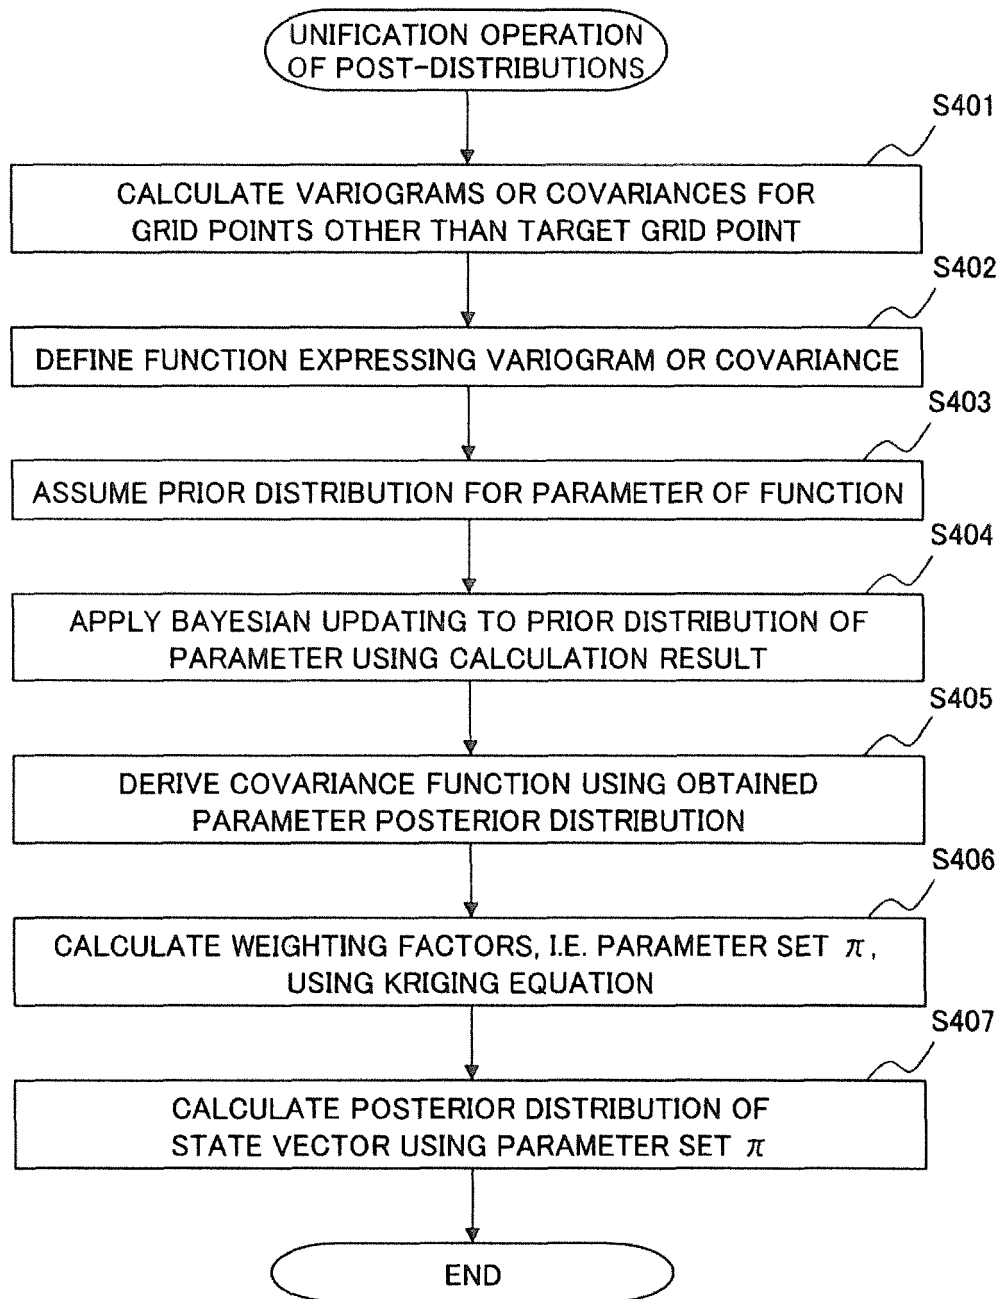 UNIFICATION OPERATION
OF POST-DISTRIBUTIONS
S401
CALCULATE VARIOGRAMS OR COVARIANCES FOR
GRID POINTS OTHER THAN TARGET GRID POINT
S402
DEFINE FUNCTION EXPRESSING VARIOGRAM OR COVARIANCE
S403
ASSUME PRIOR DISTRIBUTION FOR PARAMETER OF FUNCTION
S404
APPLY BAYESIAN UPDATING TO PRIOR DISTRIBUTION OF
PARAMETER USING CALCULATION RESULT
S405
DERIVE COVARIANCE FUNCTION USING OBTAINED
PARAMETER POSTERIOR DISTRIBUTION
S406
CALCULATE WEIGHTING FACTORS, I.E. PARAMETER SET π,
USING KRIGING EQUATION
S407
CALCULATE POSTERIOR DISTRIBUTION OF
STATE VECTOR USING PARAMETER SET π
END